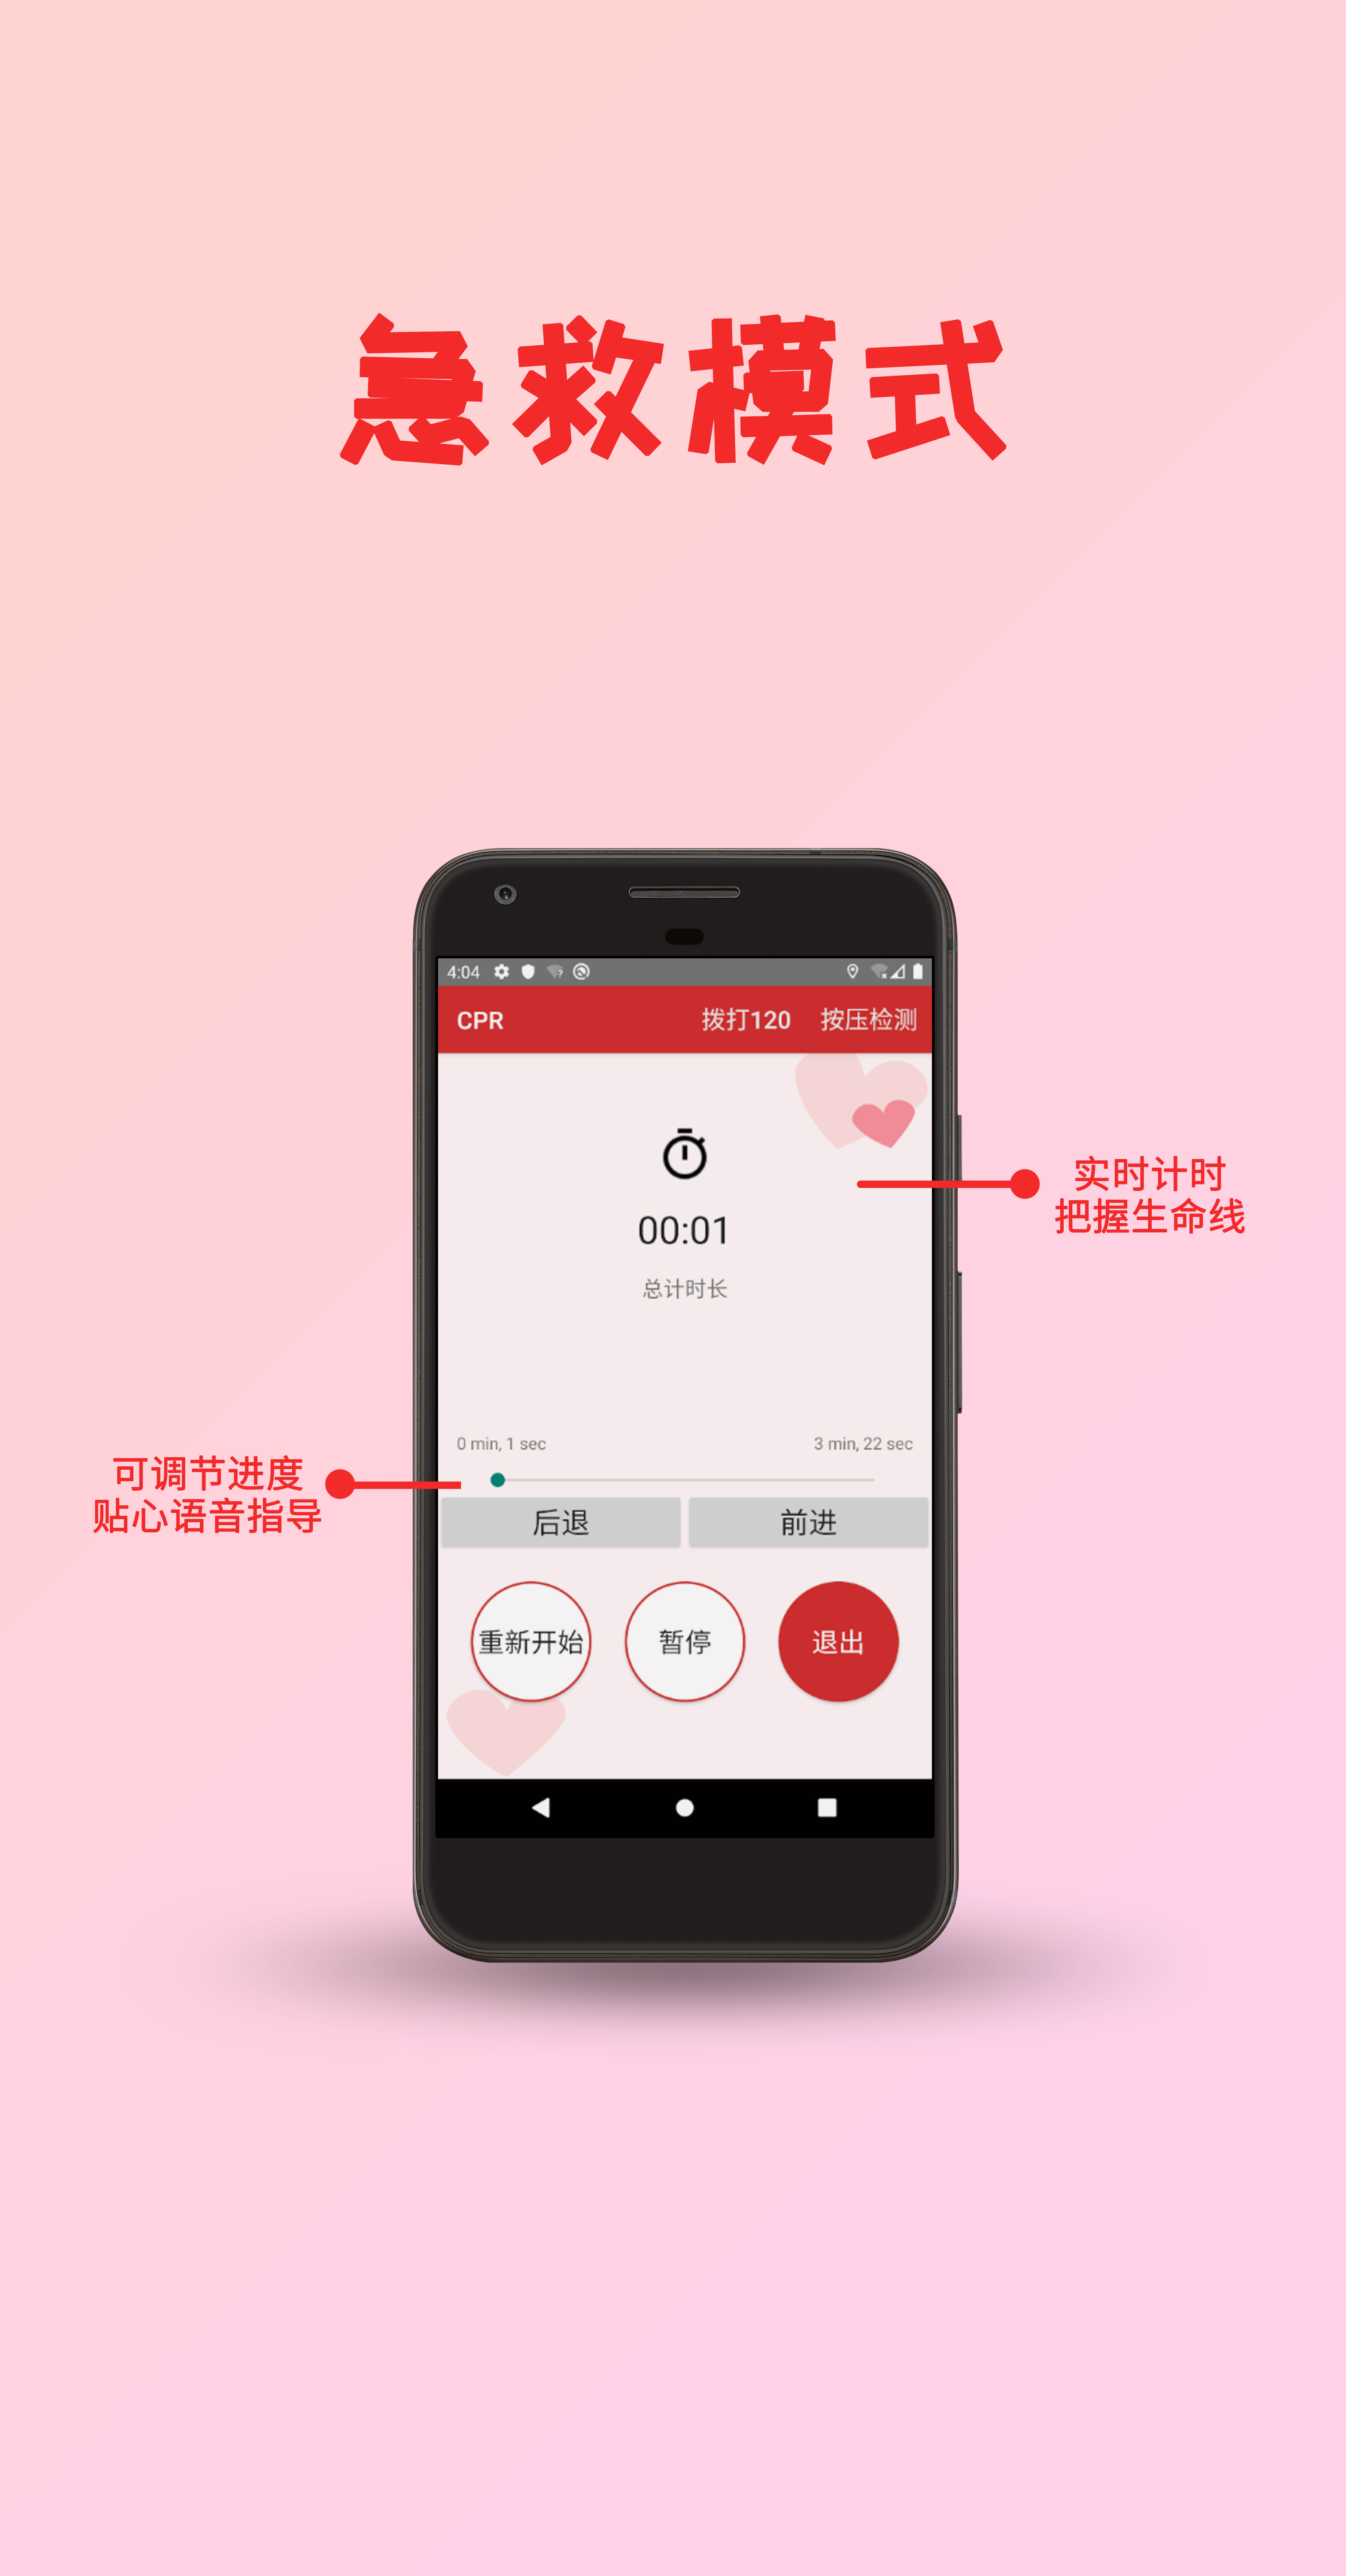 急救模式
4:04
CPR 拨打120 按压检测
00:01
总计时长
实时计时
把握生命线
0 min, 1 sec 3 min, 22 sec
可调节进度
贴心语音指导
后退 前进
重新开始 暂停 退出